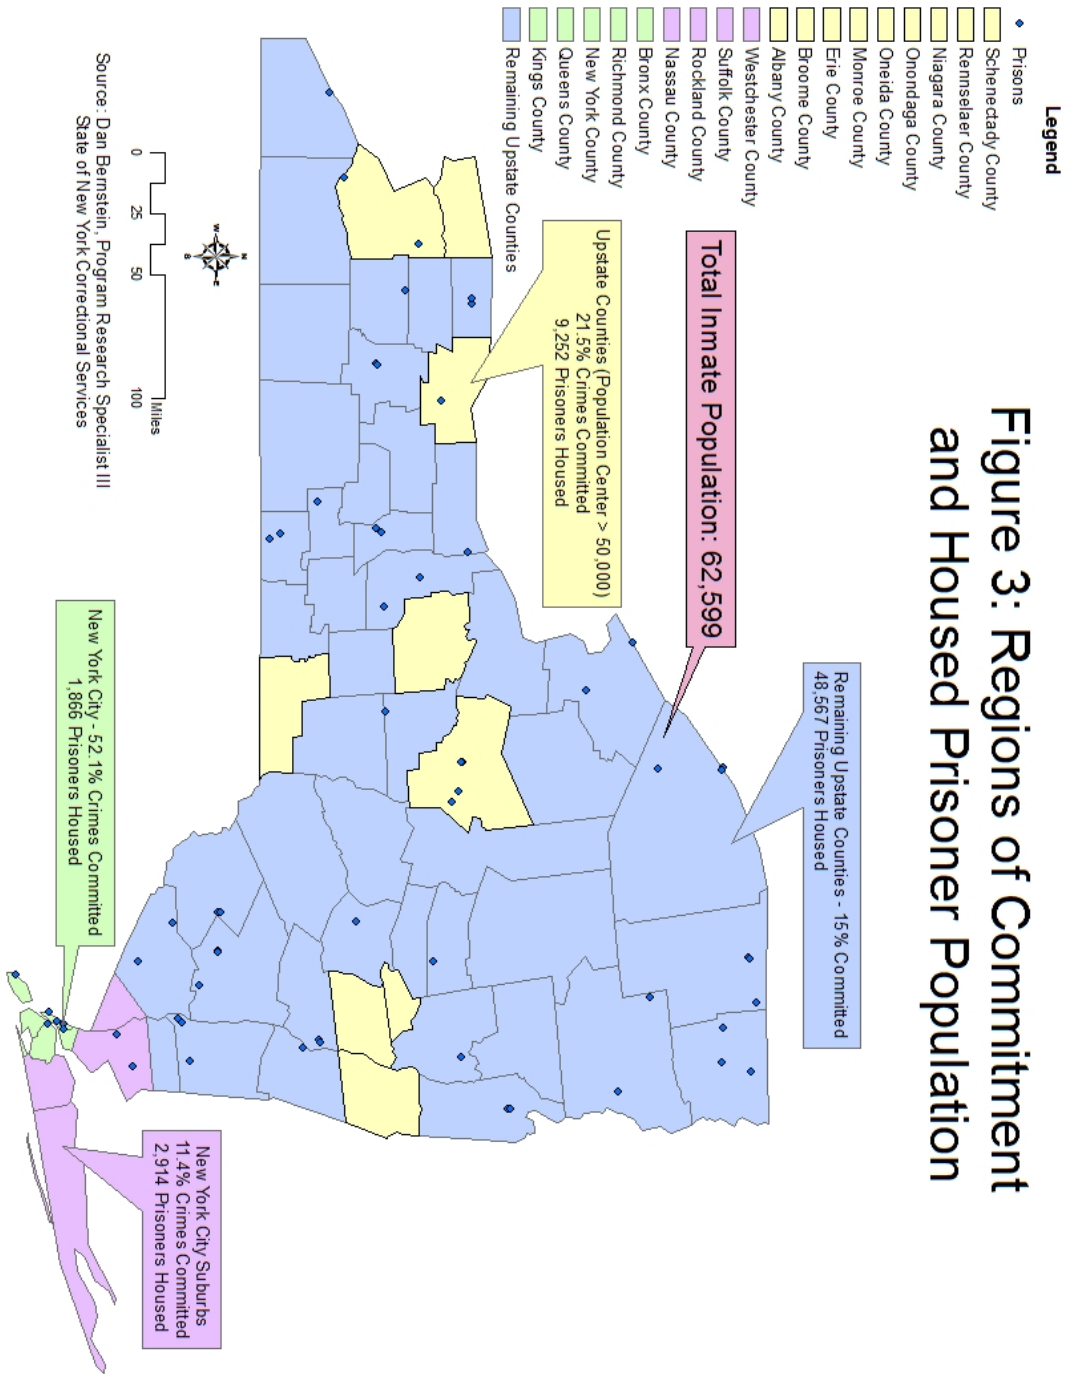 Figure 3: Regions of Commitment
and Housed Prisoner Population
Legend
Prisons
Schenectady County
Rennselaer County
Niagara County
Onondaga County
Oneida County
Monroe County
Erie County
Broome County
Albany County
Westchester County
Suffolk County
Rockland County
Nassau County
Bronx County
Richmond County
New York County
Queens County
Kings County
Remaining Upstate Counties
Remaining Upstate Counties - 15% Committed
48,567 Prisoners Housed
Total Inmate Population: 62,599
Upstate Counties (Population Center > 50,000)
21.5% Crimes Committed
9,252 Prisoners Housed
New York City Suburbs
11.4% Crimes Committed
2,914 Prisoners Housed
New York City - 52.1% Crimes Committed
1,866 Prisoners Housed
N
W
E
S
Miles
0 25 50 100
Source: Dan Bernstein, Program Research Specialist III
State of New York Correctional Services